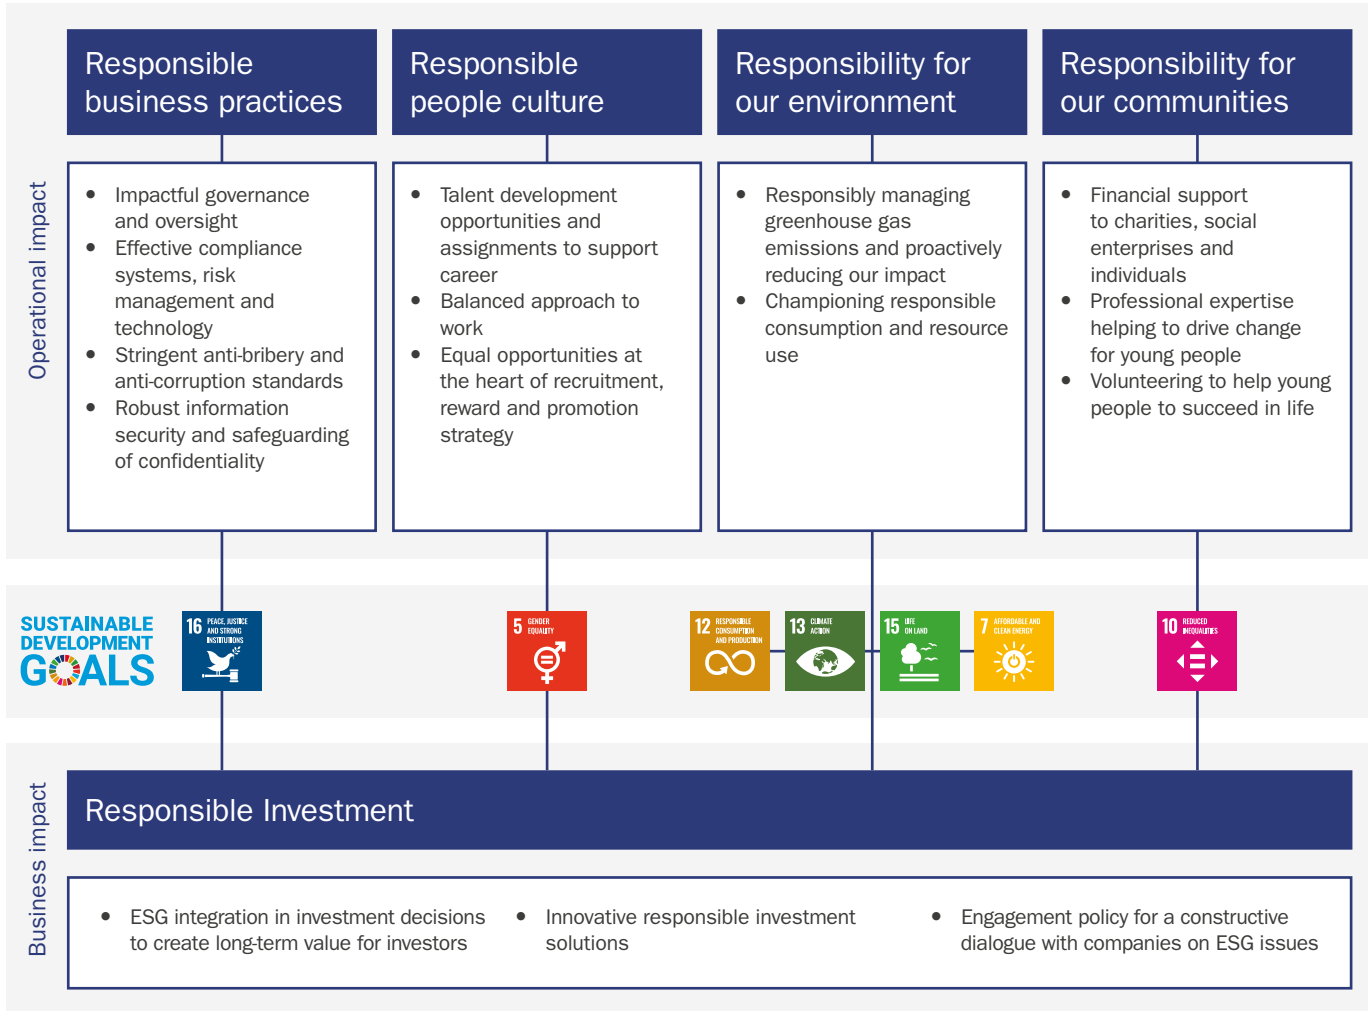 Operational impact
Responsible
business practices
• Impactful governance
and oversight
• Effective compliance
systems, risk
management and
technology
• Stringent anti-bribery and
anti-corruption standards
• Robust information
security and safeguarding
of confidentiality
Responsible
people culture
• Talent development
opportunities and
assignments to support
career
• Balanced approach to
work
• Equal opportunities at
the heart of recruitment,
reward and promotion
strategy
Responsibility for
our environment
• Responsibly managing
greenhouse gas
emissions and proactively
reducing our impact
• Championing responsible
consumption and resource
use
Responsibility for
our communities
• Financial support
to charities, social
enterprises and
individuals
• Professional expertise
helping to drive change
for young people
• Volunteering to help young
people to succeed in life
SUSTAINABLE
DEVELOPMENT
GOALS
16 PEACE, JUSTICE
AND STRONG
INSTITUTIONS
5 GENDER
EQUALITY
12 RESPONSIBLE
CONSUMPTION
AND PRODUCTION
13 CLIMATE
ACTION
15 LIFE
ON LAND
7 AFFORDABLE AND
CLEAN ENERGY
10 REDUCED
INEQUALITIES
Business impact
Responsible Investment
• ESG integration in investment decisions
to create long-term value for investors
• Innovative responsible investment
solutions
• Engagement policy for a constructive
dialogue with companies on ESG issues